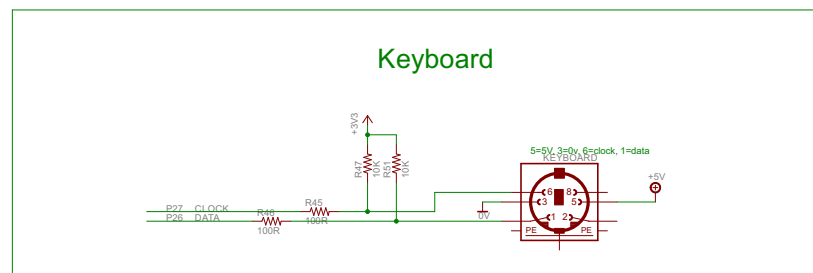 Keyboard
+3V3
R47
10K
R51
10K
5=5V, 3=0v, 6=clock, 1=data
KEYBOARD
+5V
6
8
3
5
0V
1
2
PE
PE
P27 CLOCK
R45
100R
P26 DATA
R46
100R